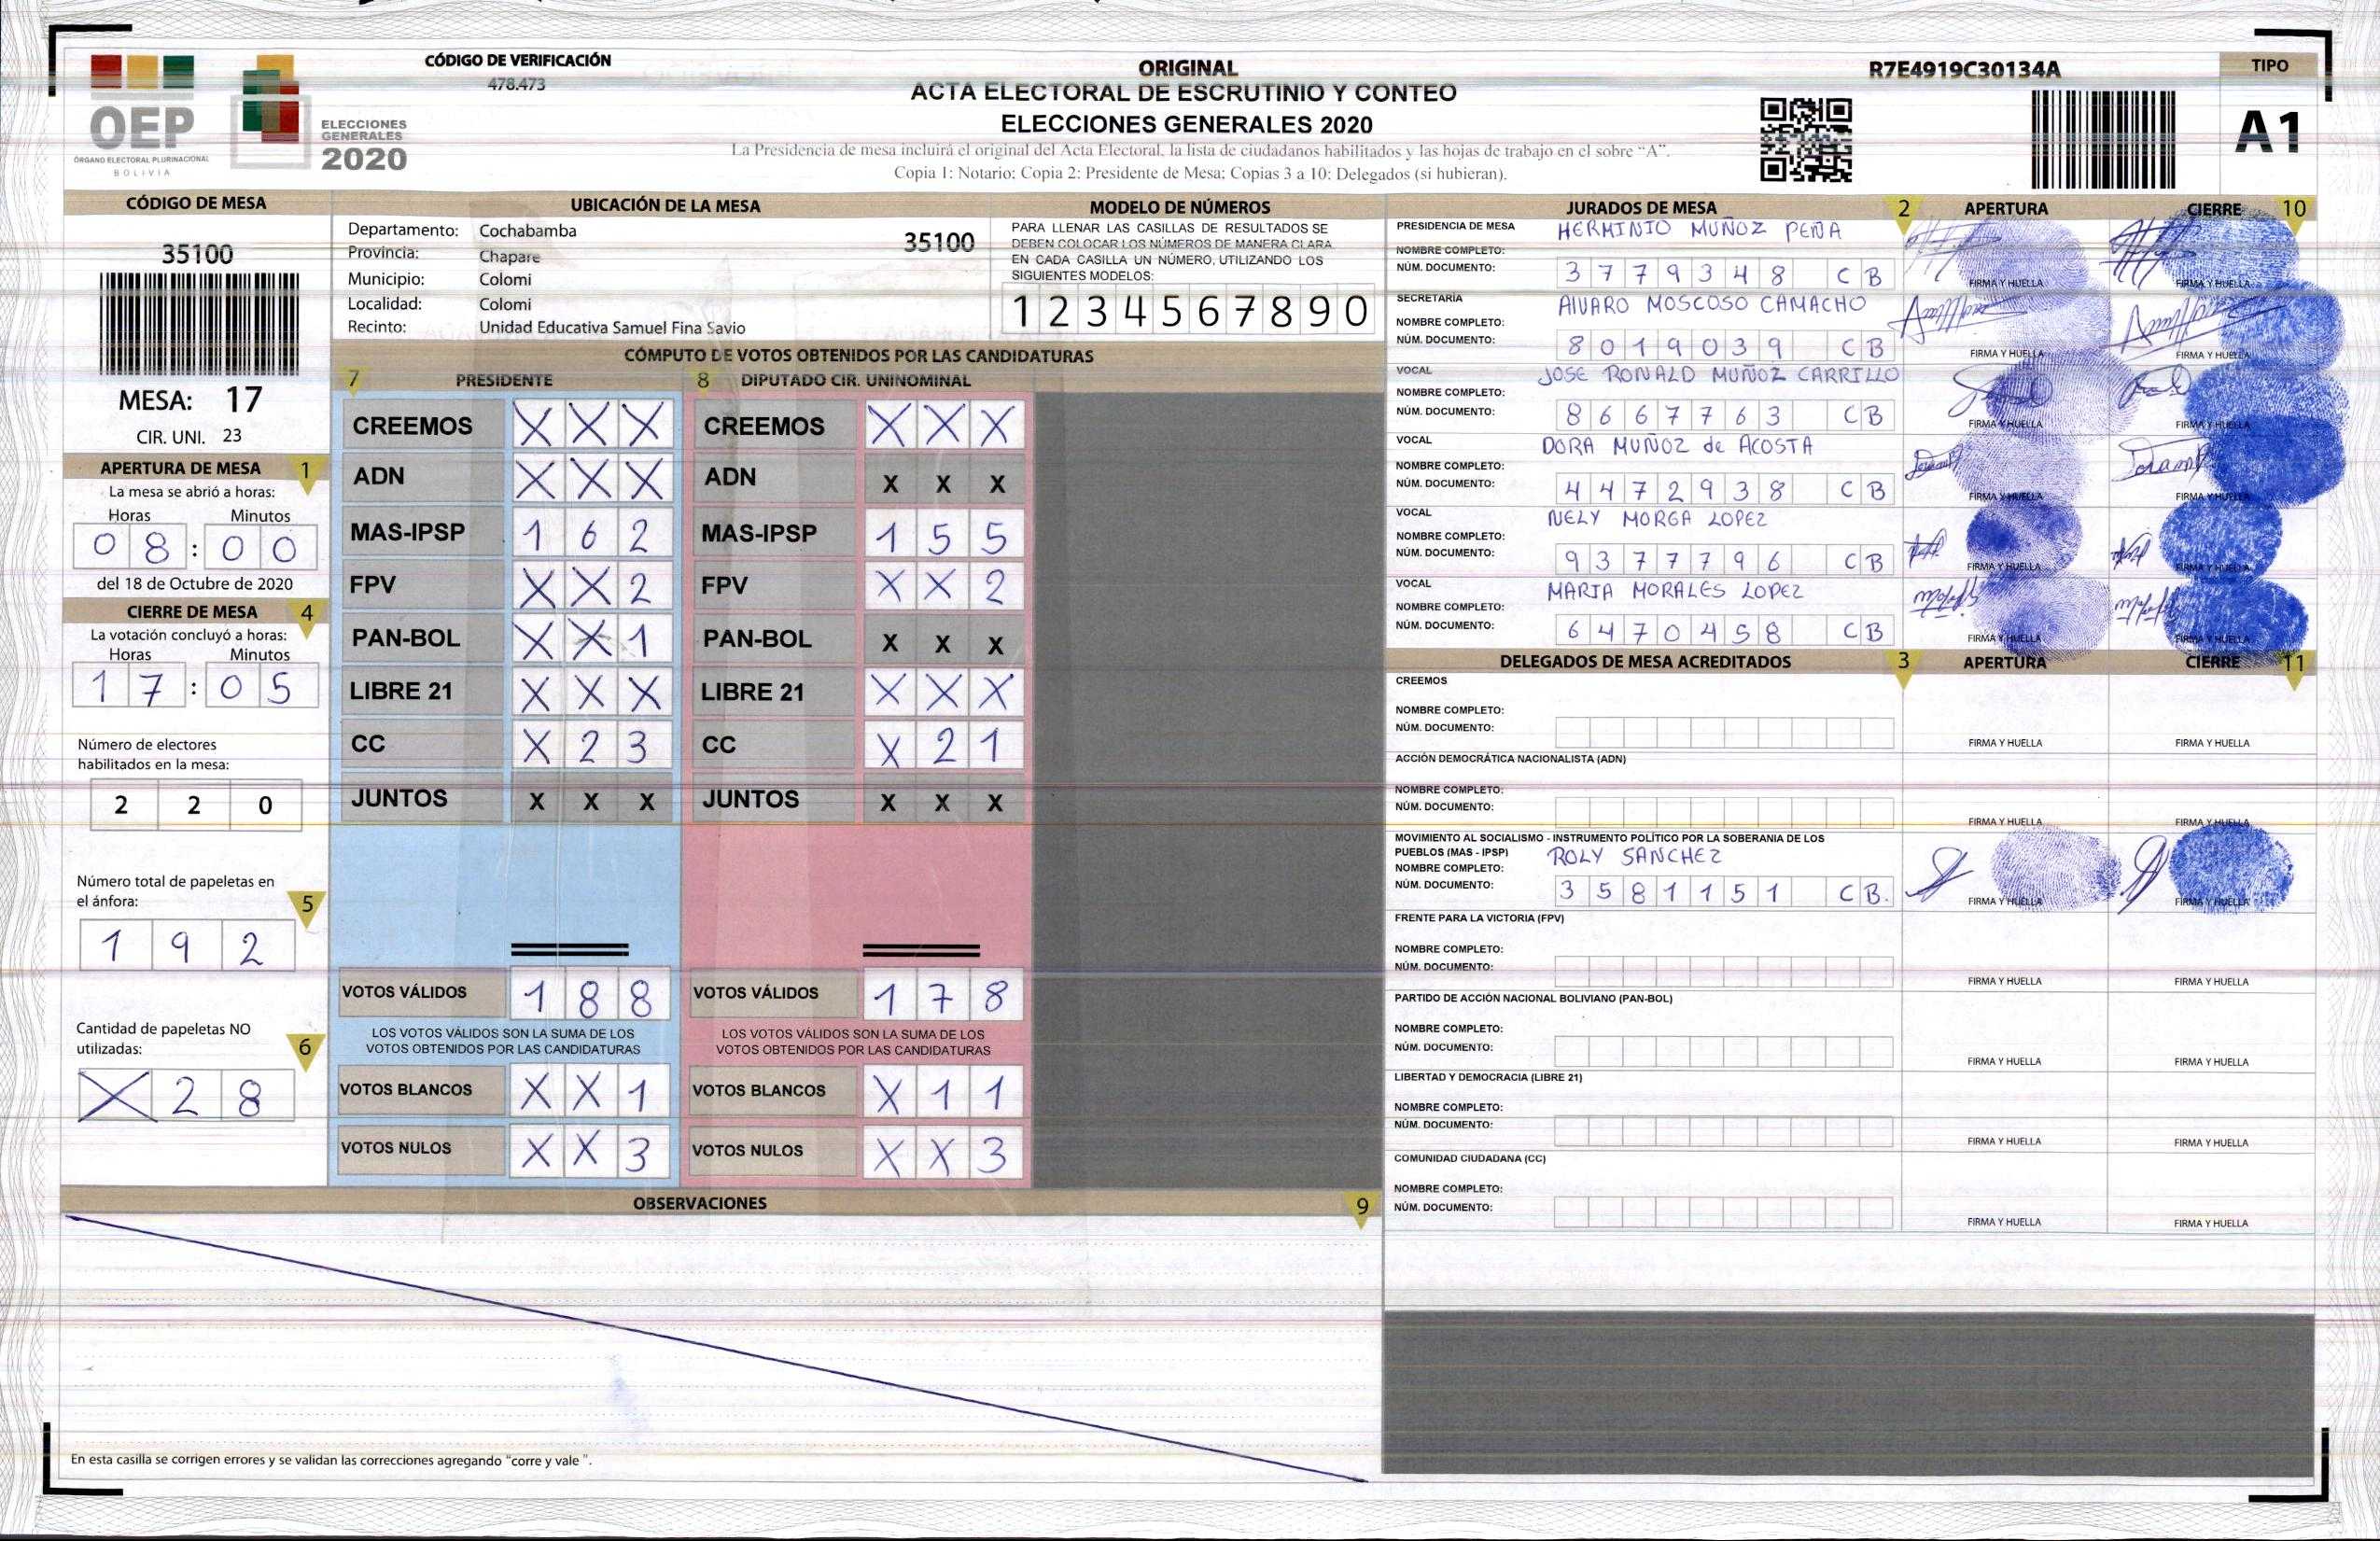 CÓDIGO DE VERIFICACIÓN
478.473
OEP
ÓRGANO ELECTORAL PLURINACIONAL
BOLIVIA
ELECCIONES
GENERALES
2020
ORIGINAL
ACTA ELECTORAL DE ESCRUTINIO Y CONTEO
ELECCIONES GENERALES 2020
La Presidencia de mesa incluirá el original del Acta Electoral, la lista de ciudadanos habilitados y las hojas de trabajo en el sobre “A”.
Copia 1: Notario; Copia 2: Presidente de Mesa; Copias 3 a 10: Delegados (si hubieran).
R7E4919C30134A
TIPO
A1
CÓDIGO DE MESA
35100
MESA: 17
CIR. UNI. 23
APERTURA DE MESA 1
La mesa se abrió a horas:
Horas Minutos
0 8 : 0 0
del 18 de Octubre de 2020
CIERRE DE MESA 4
La votación concluyó a horas:
Horas Minutos
1 7 : 0 5
Número de electores
habilitados en la mesa:
2 2 0
Número total de papeletas en
el ánfora: 5
1 9 2
Cantidad de papeletas NO
utilizadas: 6
X 2 8
UBICACIÓN DE LA MESA
Departamento: Cochabamba
35100
Provincia: Chapare
Municipio: Colomi
Localidad: Colomi
Recinto: Unidad Educativa Samuel Fina Savio
MODELO DE NÚMEROS
PARA LLENAR LAS CASILLAS DE RESULTADOS SE
DEBEN COLOCAR LOS NÚMEROS DE MANERA CLARA
EN CADA CASILLA UN NÚMERO, UTILIZANDO LOS
SIGUIENTES MODELOS:
1 2 3 4 5 6 7 8 9 0
CÓMPUTO DE VOTOS OBTENIDOS POR LAS CANDIDATURAS
7 PRESIDENTE
CREEMOS X X X
ADN X X X
MAS-IPSP 1 6 2
FPV X X 2
PAN-BOL X X 1
LIBRE 21 X X X
CC X 2 3
JUNTOS X X X
VOTOS VÁLIDOS 1 8 8
LOS VOTOS VÁLIDOS SON LA SUMA DE LOS
VOTOS OBTENIDOS POR LAS CANDIDATURAS
VOTOS BLANCOS X X 1
VOTOS NULOS X X 3
8 DIPUTADO CIR. UNINOMINAL
CREEMOS X X X
ADN X X X
MAS-IPSP 1 5 5
FPV X X 2
PAN-BOL X X X
LIBRE 21 X X X
CC X 2 1
JUNTOS X X X
VOTOS VÁLIDOS 1 7 8
LOS VOTOS VÁLIDOS SON LA SUMA DE LOS
VOTOS OBTENIDOS POR LAS CANDIDATURAS
VOTOS BLANCOS X 1 1
VOTOS NULOS X X 3
OBSERVACIONES 9
En esta casilla se corrigen errores y se validan las correcciones agregando “corre y vale ”.
JURADOS DE MESA 2 APERTURA CIERRE 10
PRESIDENCIA DE MESA HERMINIO MUÑOZ PEÑA
NOMBRE COMPLETO:
NÚM. DOCUMENTO: 3 7 7 9 3 4 8 C B
FIRMA Y HUELLA FIRMA Y HUELLA
SECRETARÍA AlVARO MOSCOSO CAMACHO
NOMBRE COMPLETO:
NÚM. DOCUMENTO: 8 0 1 9 0 3 9 C B
FIRMA Y HUELLA FIRMA Y HUELLA
VOCAL JOSE RONALD MUÑOZ CARRILLO
NOMBRE COMPLETO:
NÚM. DOCUMENTO: 8 6 6 7 7 6 3 C B
FIRMA Y HUELLA FIRMA Y HUELLA
VOCAL DORA MUÑOZ de ACOSTA
NOMBRE COMPLETO:
NÚM. DOCUMENTO: 4 4 7 2 9 3 8 C B
FIRMA Y HUELLA FIRMA Y HUELLA
VOCAL NELY MORGA LOPEZ
NOMBRE COMPLETO:
NÚM. DOCUMENTO: 9 3 7 7 7 9 6 C B
FIRMA Y HUELLA FIRMA Y HUELLA
VOCAL MARIA MORALES LOPEZ
NOMBRE COMPLETO:
NÚM. DOCUMENTO: 6 4 7 0 4 5 8 C B
FIRMA Y HUELLA FIRMA Y HUELLA
DELEGADOS DE MESA ACREDITADOS 3 APERTURA CIERRE 11
CREEMOS
NOMBRE COMPLETO:
NÚM. DOCUMENTO:
FIRMA Y HUELLA FIRMA Y HUELLA
ACCIÓN DEMOCRÁTICA NACIONALISTA (ADN)
NOMBRE COMPLETO:
NÚM. DOCUMENTO:
FIRMA Y HUELLA FIRMA Y HUELLA
MOVIMIENTO AL SOCIALISMO - INSTRUMENTO POLÍTICO POR LA SOBERANIA DE LOS
PUEBLOS (MAS - IPSP) ROLY SANCHEZ
NOMBRE COMPLETO:
NÚM. DOCUMENTO: 3 5 8 1 1 5 1 C B.
FIRMA Y HUELLA FIRMA Y HUELLA
FRENTE PARA LA VICTORIA (FPV)
NOMBRE COMPLETO:
NÚM. DOCUMENTO:
FIRMA Y HUELLA FIRMA Y HUELLA
PARTIDO DE ACCIÓN NACIONAL BOLIVIANO (PAN-BOL)
NOMBRE COMPLETO:
NÚM. DOCUMENTO:
FIRMA Y HUELLA FIRMA Y HUELLA
LIBERTAD Y DEMOCRACIA (LIBRE 21)
NOMBRE COMPLETO:
NÚM. DOCUMENTO:
FIRMA Y HUELLA FIRMA Y HUELLA
COMUNIDAD CIUDADANA (CC)
NOMBRE COMPLETO:
NÚM. DOCUMENTO:
FIRMA Y HUELLA FIRMA Y HUELLA